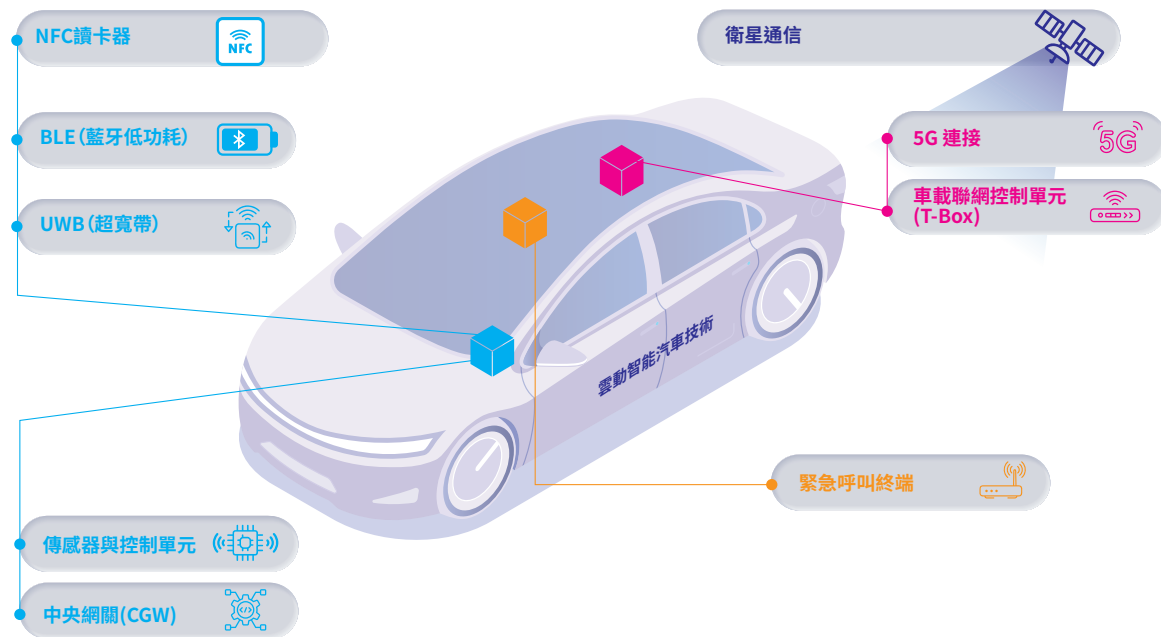 NFC讀卡器
NFC
衛星通信
BLE（藍牙低功耗）
5G 連接
5G
UWB（超寬帶）
車載聯網控制單元
(T-Box)
雲動智能汽車技術
緊急呼叫終端
傳感器與控制單元
中央網關(CGW)